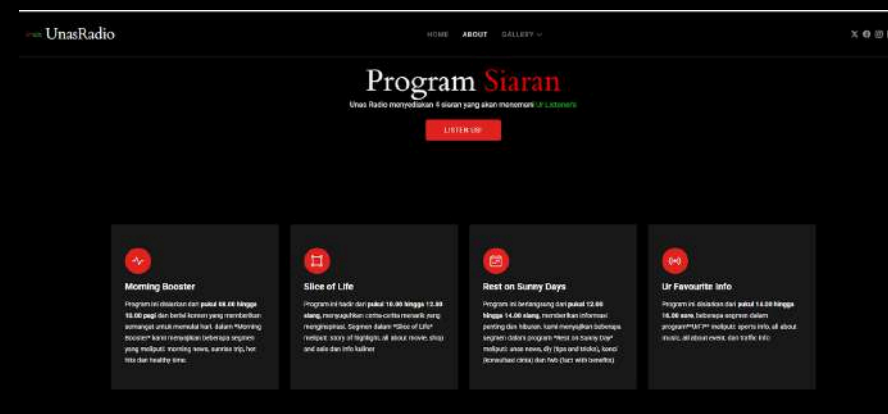 UnasRadio
HOME ABOUT GALLERY
Program Siaran
Unas Radio menyediakan 4 siaran yang akan menemani Ur Listeners
LISTEN US!
Morning Booster
Program ini disiarkan dari pukul 08.00 hingga
10.00 pagi dan berisi konten yang memberikan
semangat untuk memulai hari. dalam "Morning
Booster" kami menyajikan beberapa segmen
yang meliputi: morning news, sunrise trip, hot
hits dan healthy time.
Slice of Life
Program ini hadir dari pukul 10.00 hingga 12.00
siang, menyuguhkan cerita-cerita menarik yang
menginspirasi. Segmen dalam "Slice of Life"
meliputi: story of highlight, all about movie, shop
and sale dan info kuliner
Rest on Sunny Days
Program ini berlangsung dari pukul 12.00
hingga 14.00 siang, memberikan informasi
penting dan hiburan. kami menyajikan beberapa
segmen dalam program "Rest on Sunny Day"
meliputi: unas news, diy (tips and tricks), konci
(konsultasi cinta) dan fwb (fact with benefits)
Ur Favourite Info
Program ini disiarkan dari pukul 14.00 hingga
16.00 sore, beberapa segmen dalam
meliputi: sports info, all about
music, all about event, dan traffic info